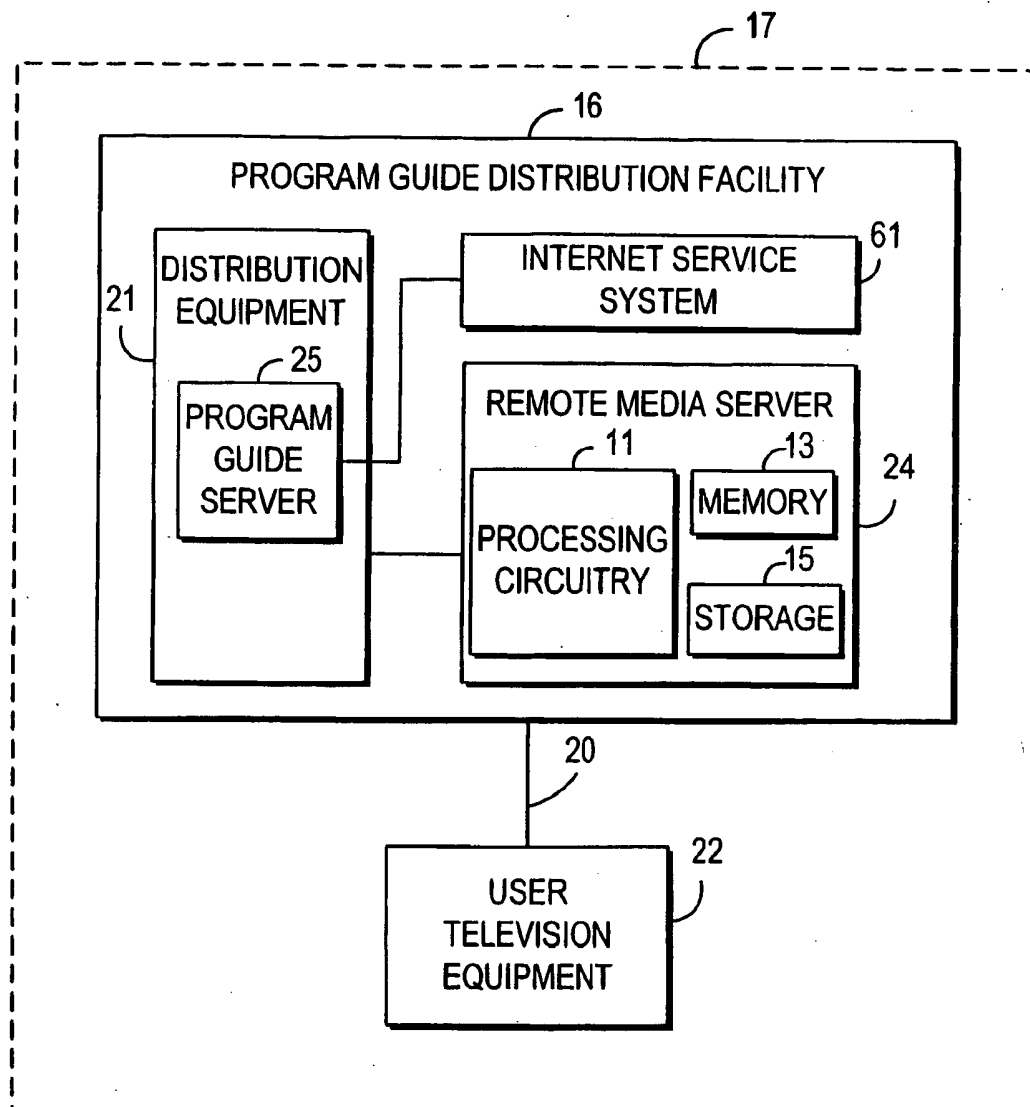 17
16
PROGRAM GUIDE DISTRIBUTION FACILITY
21
DISTRIBUTION
EQUIPMENT
25
PROGRAM
GUIDE
SERVER
INTERNET SERVICE
SYSTEM
61
REMOTE MEDIA SERVER
11
PROCESSING
CIRCUITRY
13
MEMORY
15
STORAGE
24
20
USER
TELEVISION
EQUIPMENT
22